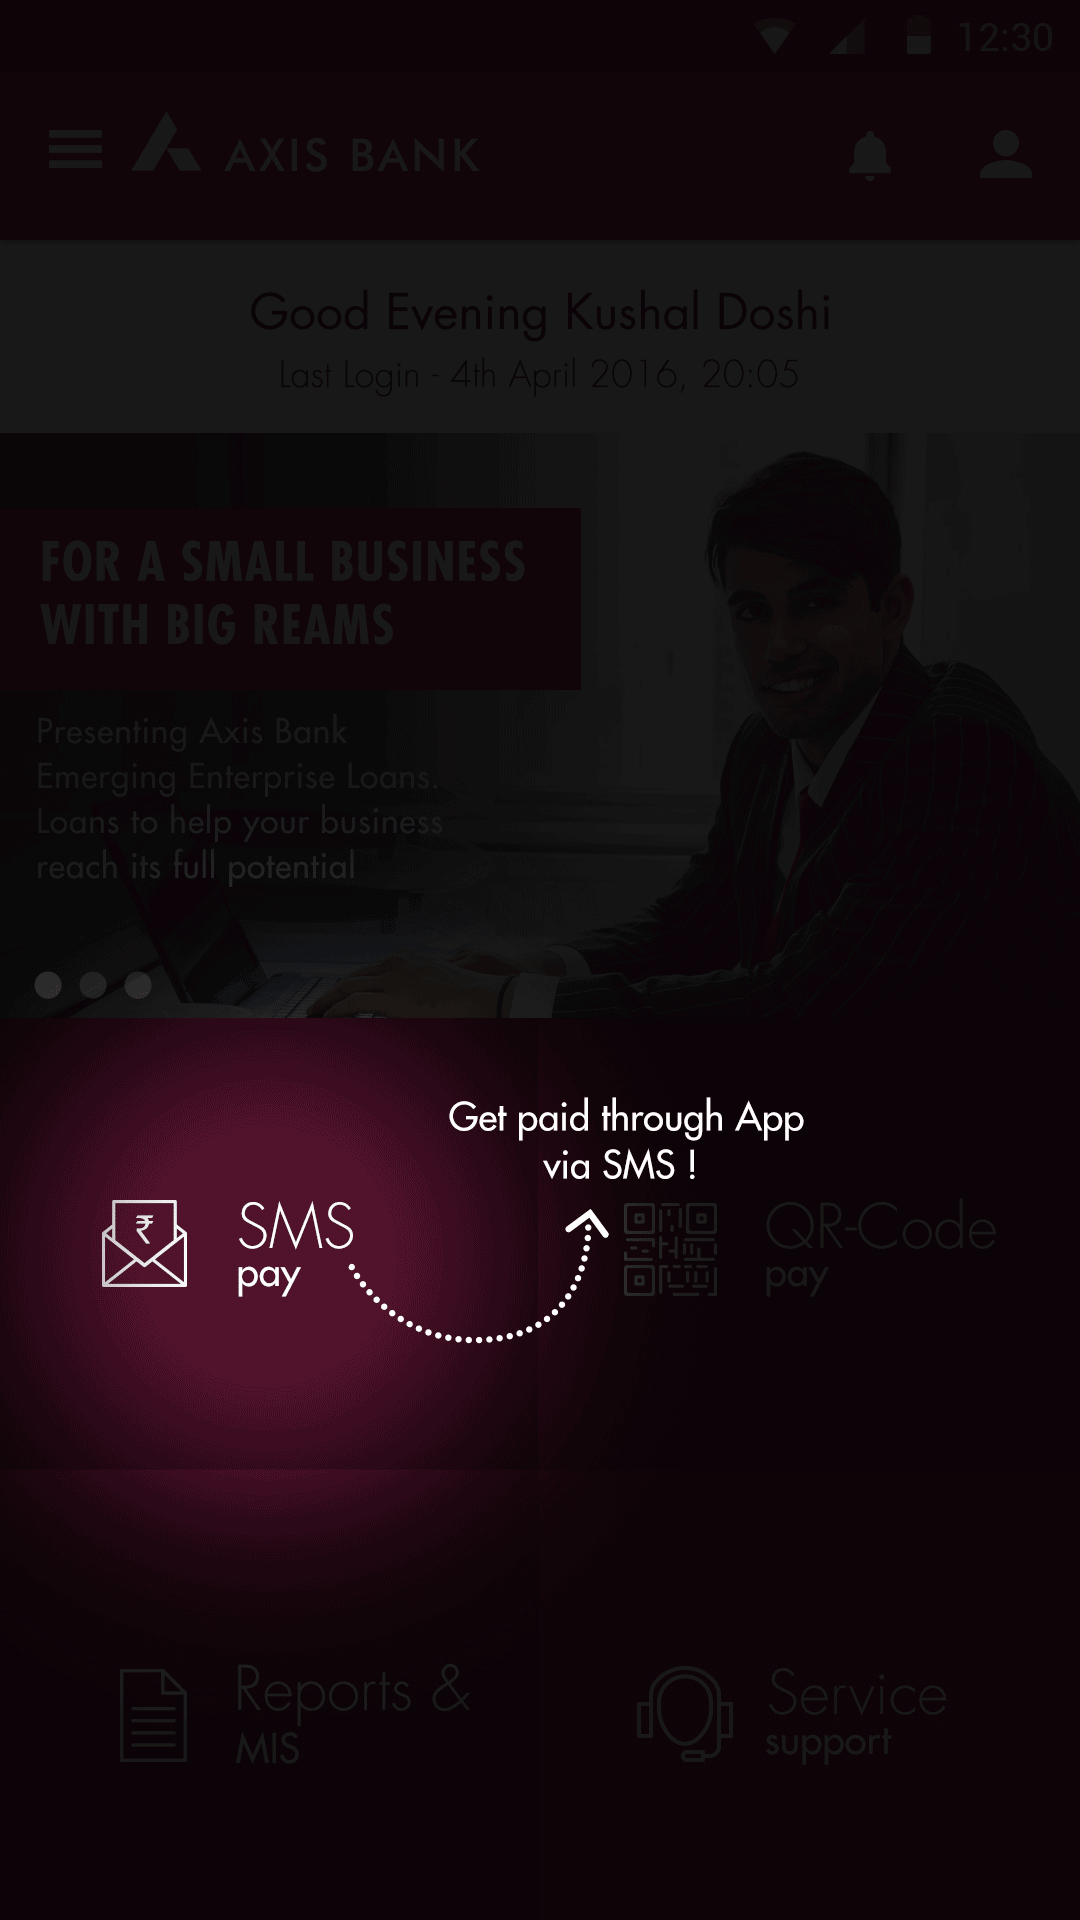 12:30
AXIS BANK
Good Evening Kushal Doshi
Last Login - 4th April 2016, 20:05
FOR A SMALL BUSINESS
WITH BIG REAMS
Presenting Axis Bank
Emerging Enterprise Loans.
Loans to help your business
reach its full potential
Get paid through App
via SMS !
₹
SMS
pay
QR-Code
pay
Reports &
MIS
Service
support